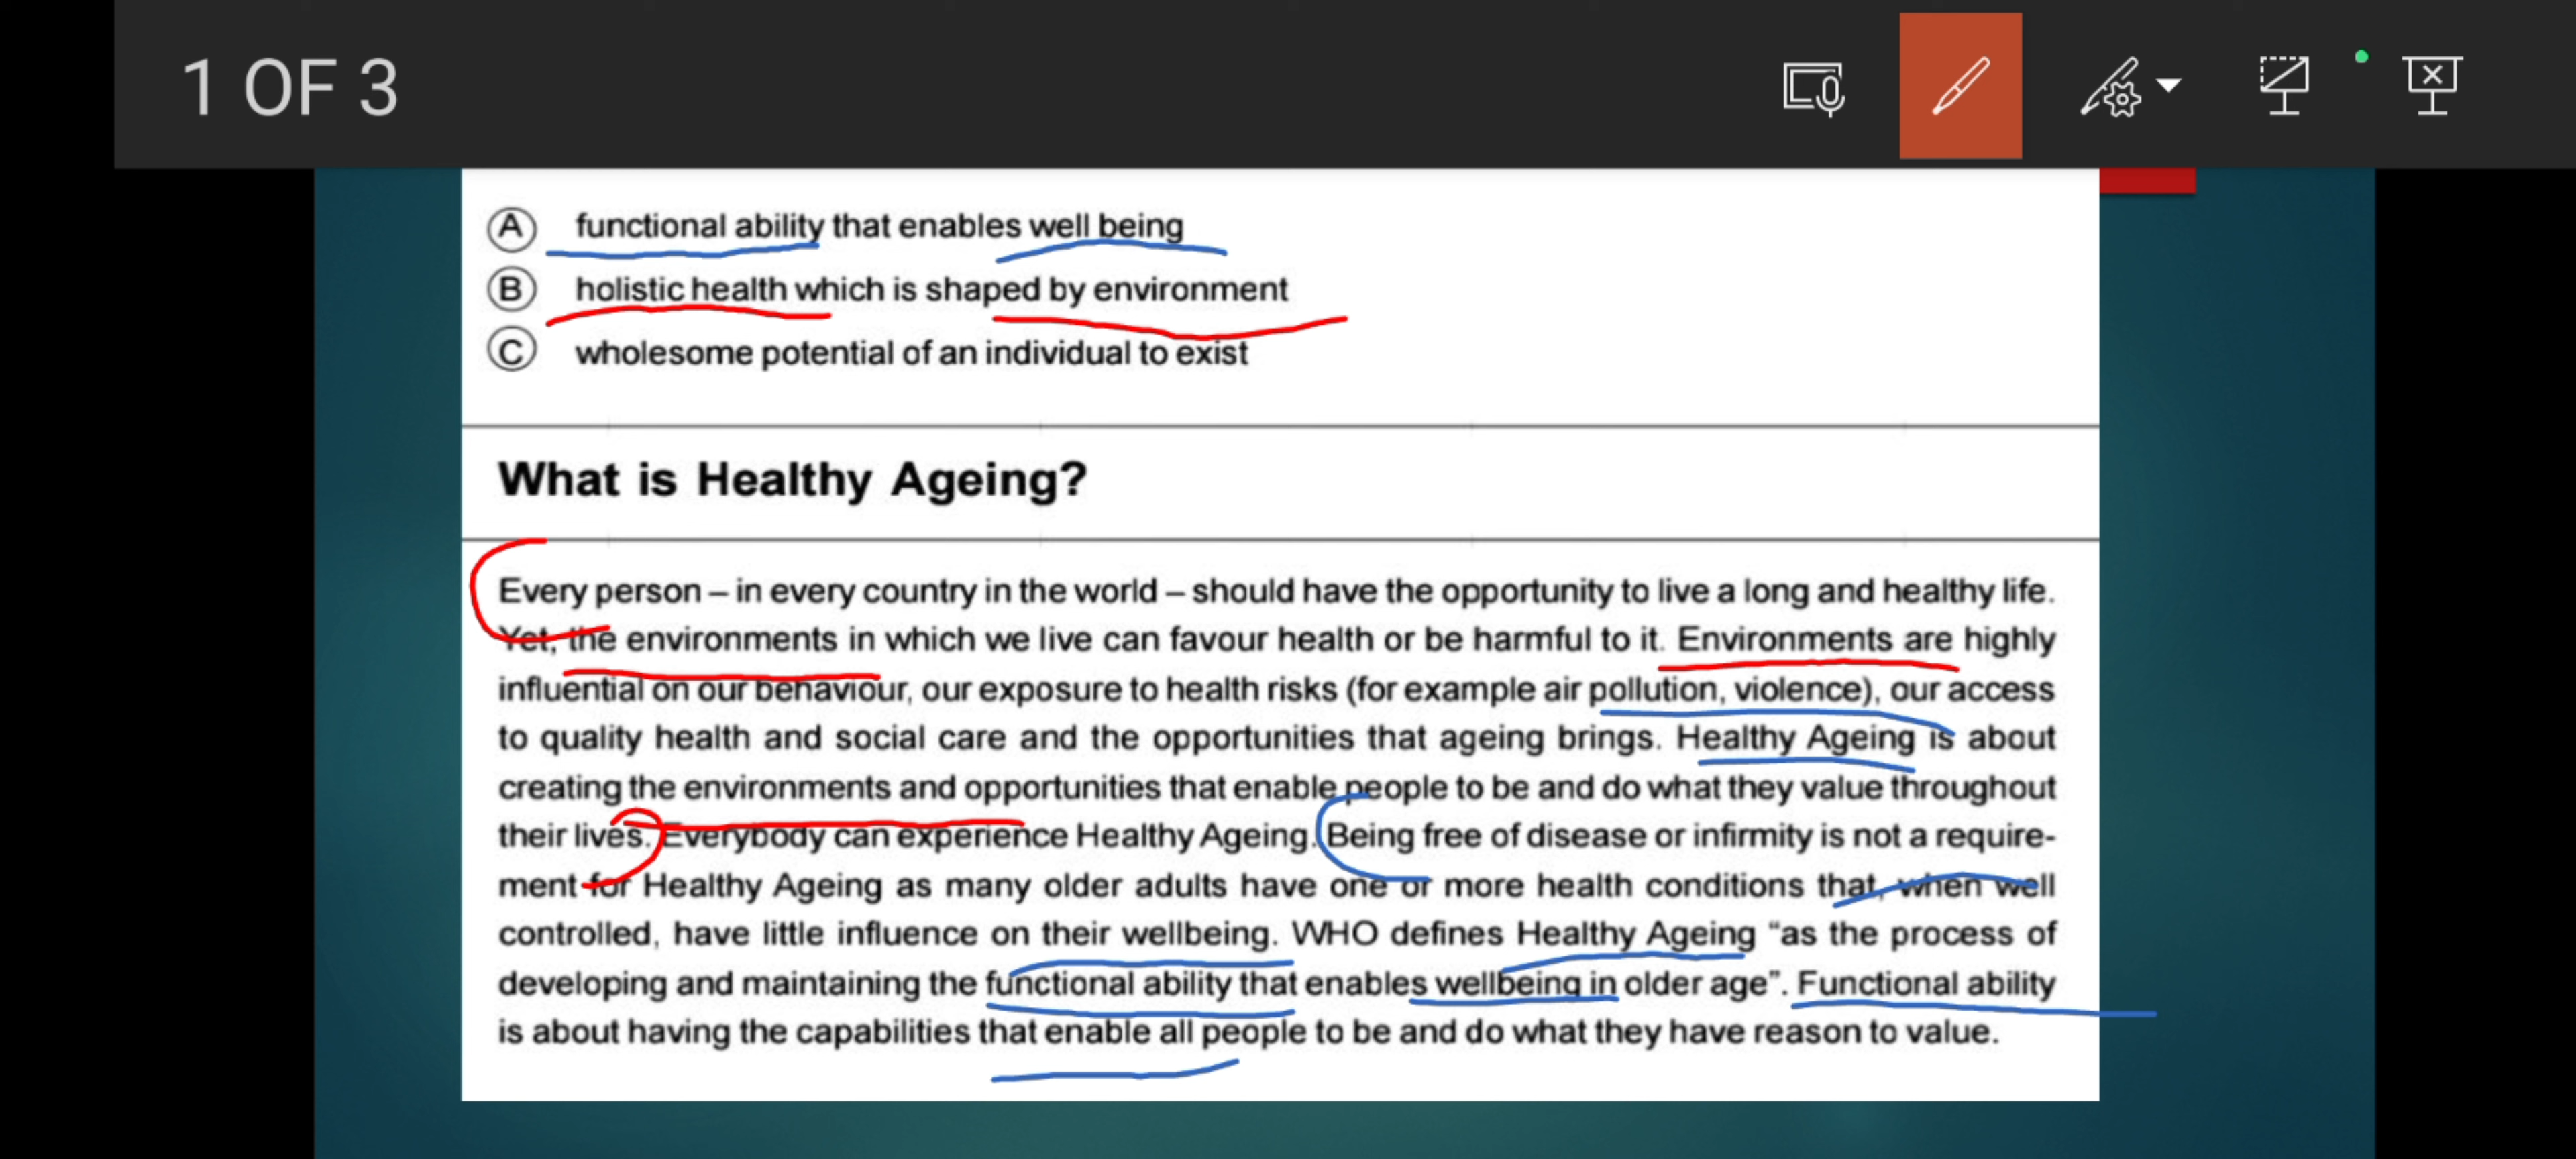 1 OF 3
A functional ability that enables well being
B holistic health which is shaped by environment
C wholesome potential of an individual to exist
What is Healthy Ageing?
Every person – in every country in the world – should have the opportunity to live a long and healthy life.
Yet, the environments in which we live can favour health or be harmful to it. Environments are highly
influential on our behaviour, our exposure to health risks (for example air pollution, violence), our access
to quality health and social care and the opportunities that ageing brings. Healthy Ageing is about
creating the environments and opportunities that enable people to be and do what they value throughout
their lives. Everybody can experience Healthy Ageing. Being free of disease or infirmity is not a require-
ment for Healthy Ageing as many older adults have one or more health conditions that, when well
controlled, have little influence on their wellbeing. WHO defines Healthy Ageing “as the process of
developing and maintaining the functional ability that enables wellbeing in older age”. Functional ability
is about having the capabilities that enable all people to be and do what they have reason to value.